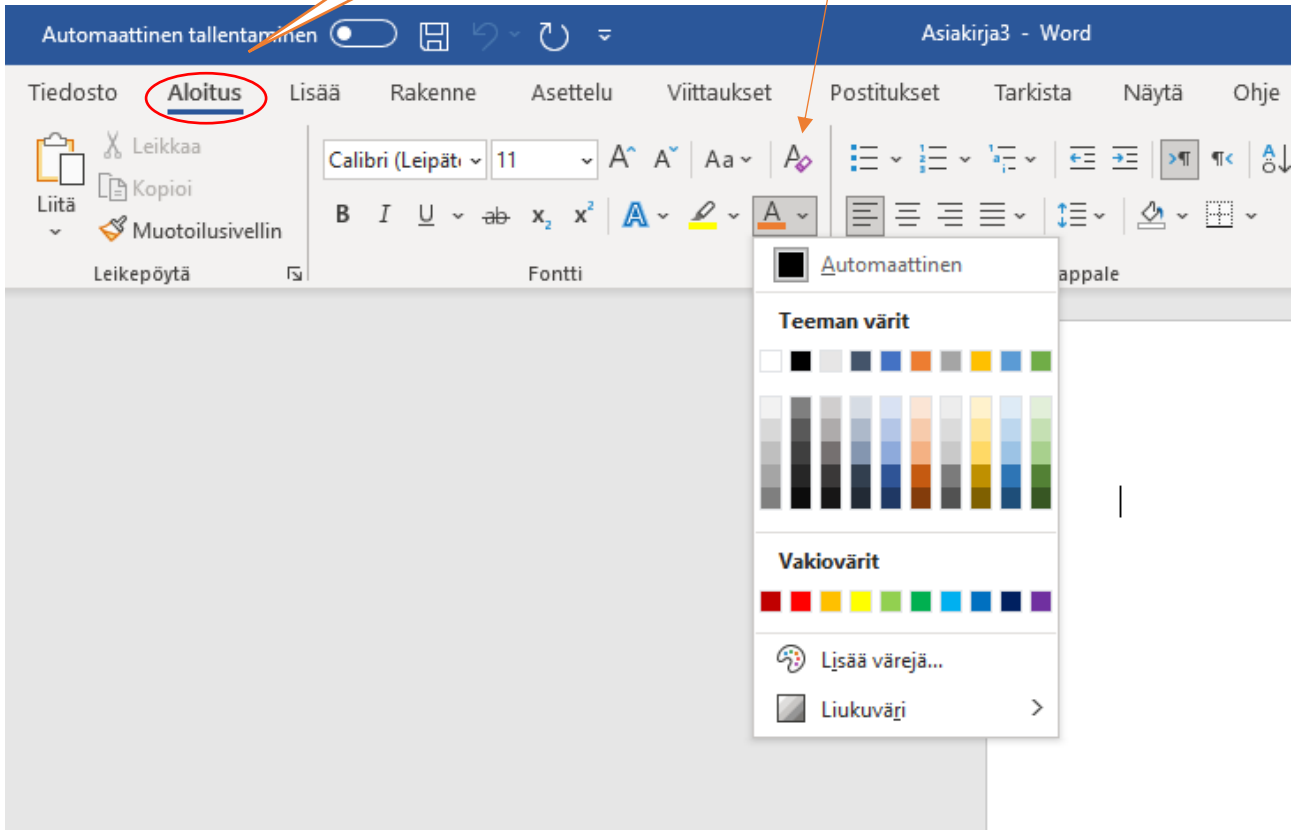 Automaattinen tallentaminen
Asiakirja3 - Word
Tiedosto Aloitus Lisää Rakenne Asettelu Viittaukset Postitukset Tarkista Näytä Ohje
Liitä
Leikkaa
Kopioi
Muotoilusivellin
Leikepöytä
Calibri (Leipäte 11
Aa
B I U ab x₂ x²
Fontti
appale
Automaattinen
Teeman värit
Vakiovärit
Lisää värejä...
Liukuväri